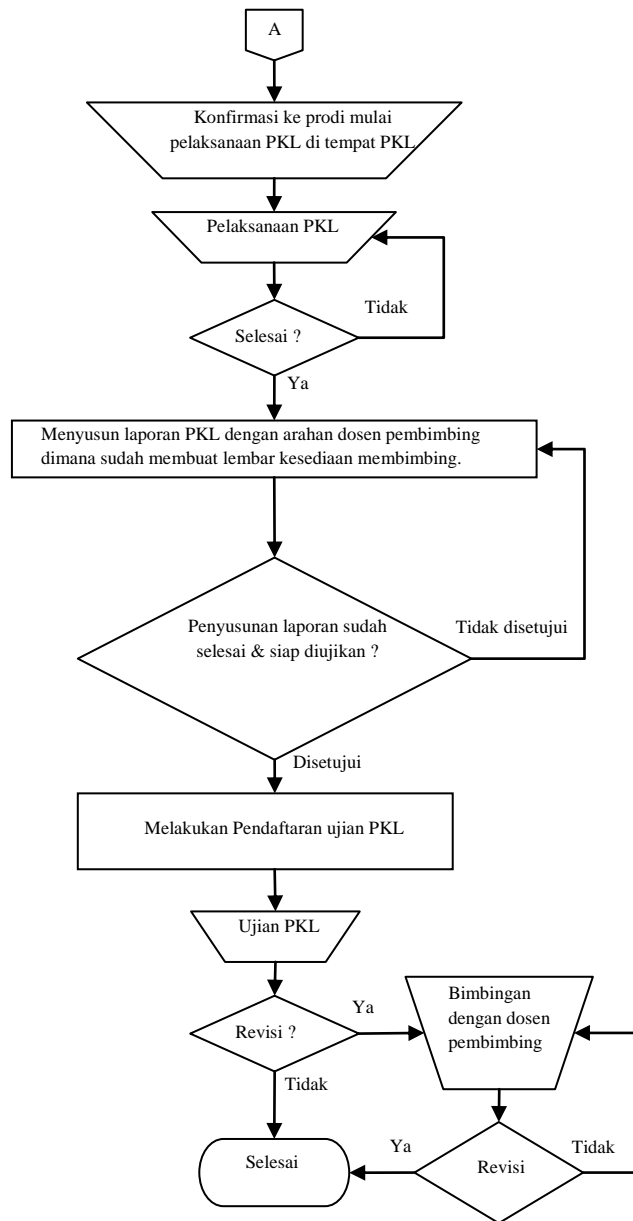 A
Konfirmasi ke prodi mulai
pelaksanaan PKL di tempat PKL
Pelaksanaan PKL
Tidak
Selesai ?
Ya
Menyusun laporan PKL dengan arahan dosen pembimbing
dimana sudah membuat lembar kesediaan membimbing.
Penyusunan laporan sudah
selesai & siap diujikan ?
Tidak disetujui
Disetujui
Melakukan Pendaftaran ujian PKL
Ujian PKL
Revisi ?
Ya
Bimbingan
dengan dosen
pembimbing
Tidak
Selesai
Ya
Revisi
Tidak